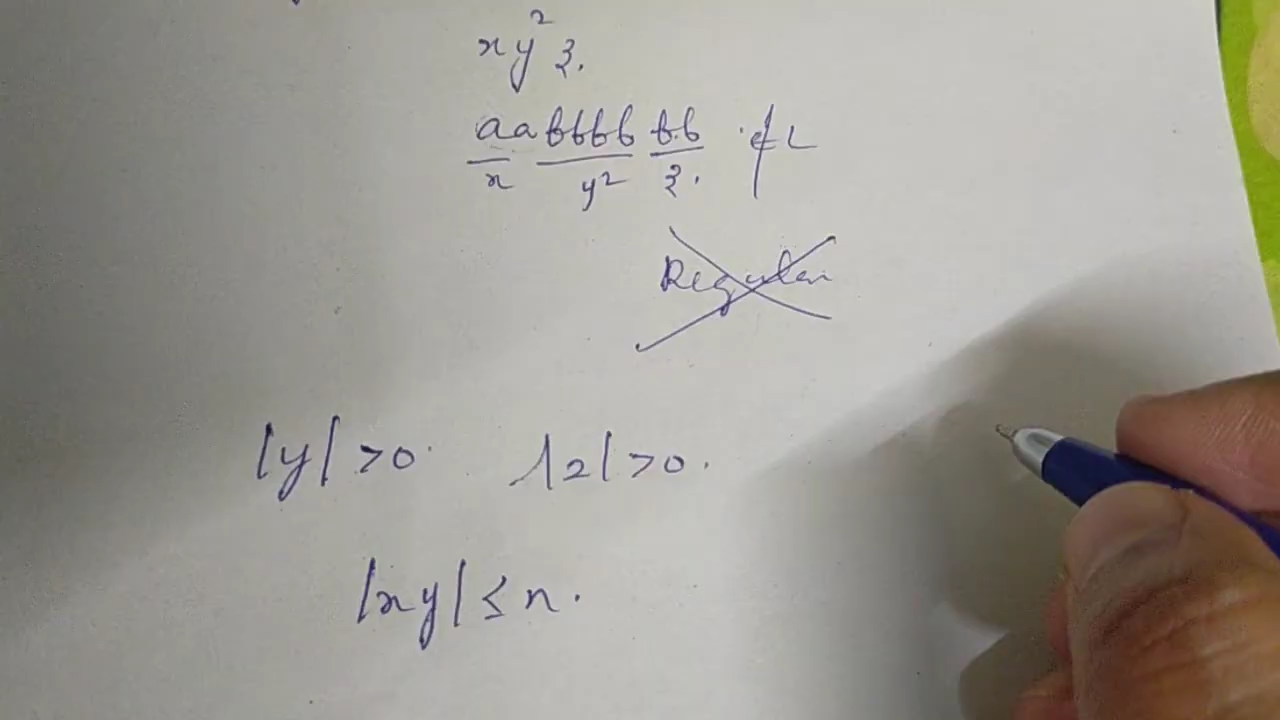 xy²z.
aa bbbb bb ∉ L
x y² z.
Regular
|y| >0. |z| >0.
|xy| ≤ n.